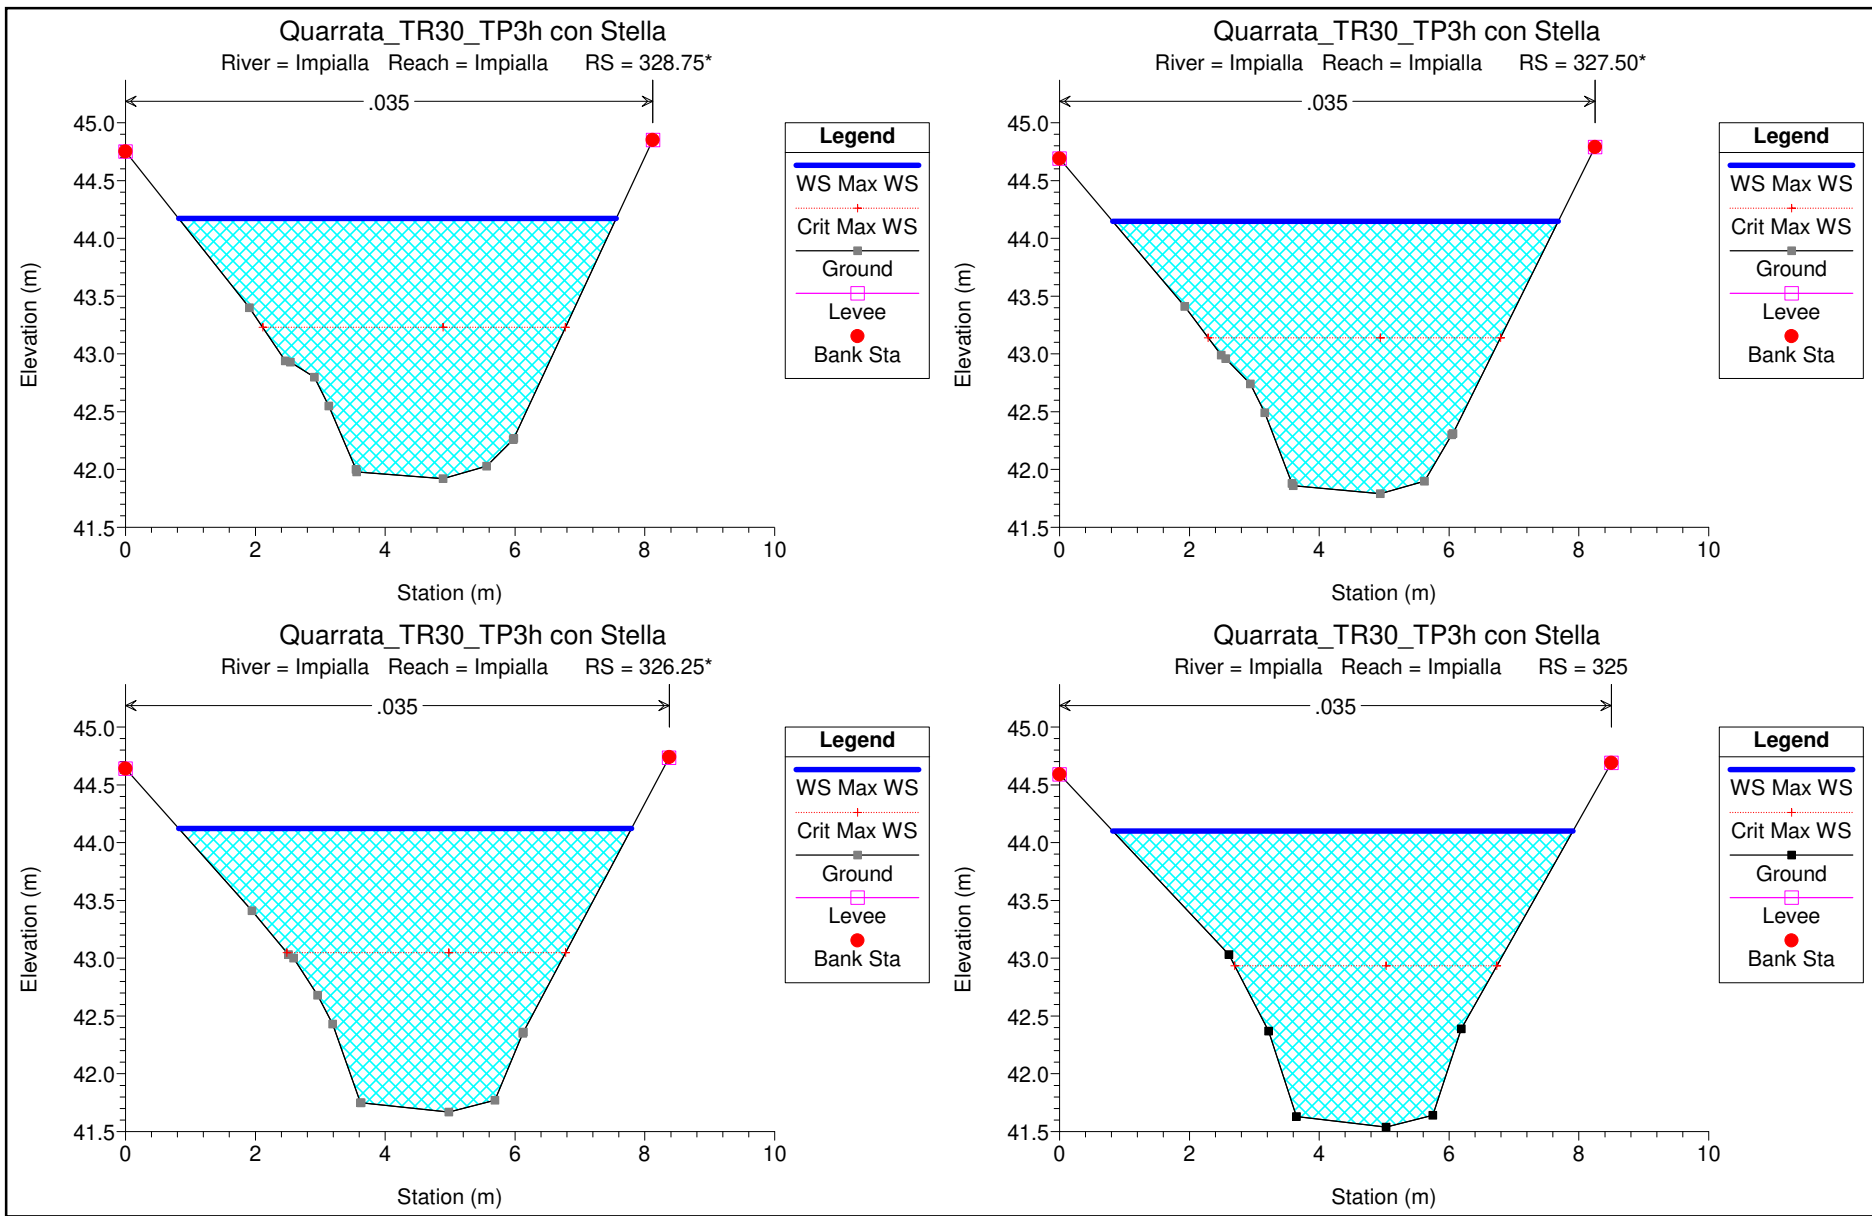 Quarrata_TR30_TP3h con Stella
River = Impialla Reach = Impialla RS = 328.75*
.035
45.0
44.5
44.0
43.5
43.0
42.5
42.0
41.5
0 2 4 6 8 10
Elevation (m)
Station (m)
Legend
WS Max WS
Crit Max WS
Ground
Levee
Bank Sta
Quarrata_TR30_TP3h con Stella
River = Impialla Reach = Impialla RS = 327.50*
.035
45.0
44.5
44.0
43.5
43.0
42.5
42.0
41.5
0 2 4 6 8 10
Elevation (m)
Station (m)
Legend
WS Max WS
Crit Max WS
Ground
Levee
Bank Sta
Quarrata_TR30_TP3h con Stella
River = Impialla Reach = Impialla RS = 326.25*
.035
45.0
44.5
44.0
43.5
43.0
42.5
42.0
41.5
0 2 4 6 8 10
Elevation (m)
Station (m)
Legend
WS Max WS
Crit Max WS
Ground
Levee
Bank Sta
Quarrata_TR30_TP3h con Stella
River = Impialla Reach = Impialla RS = 325
.035
45.0
44.5
44.0
43.5
43.0
42.5
42.0
41.5
0 2 4 6 8 10
Elevation (m)
Station (m)
Legend
WS Max WS
Crit Max WS
Ground
Levee
Bank Sta